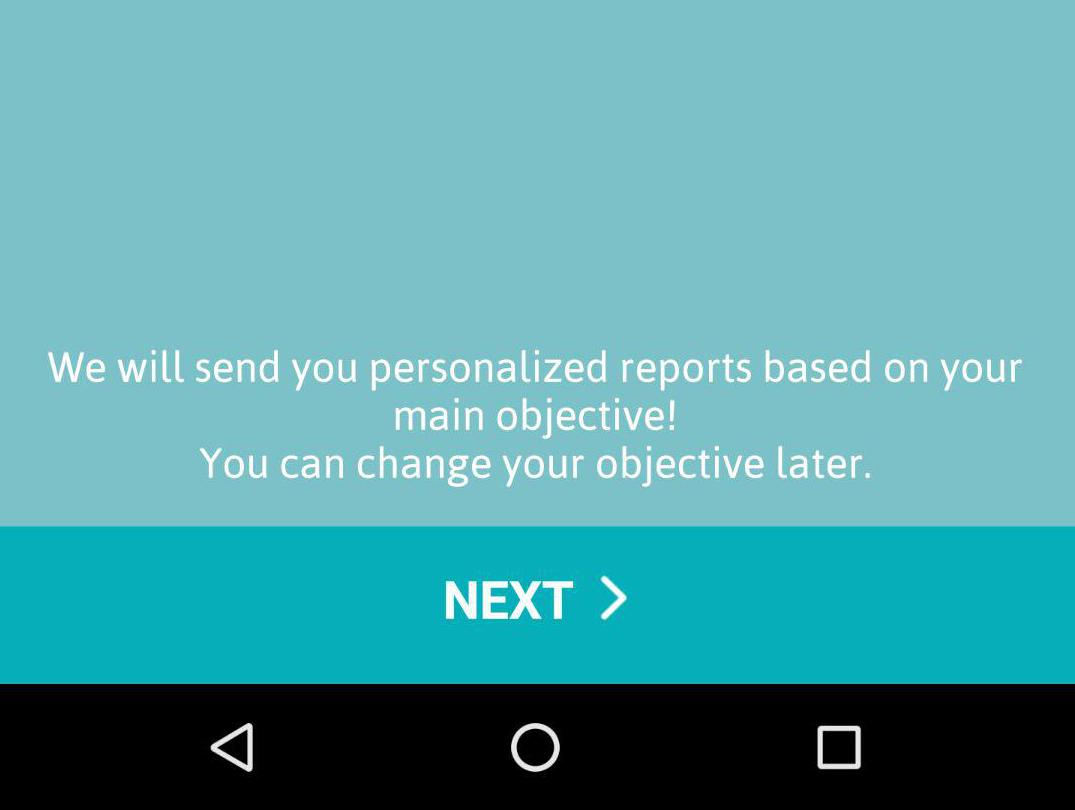 We will send you personalized reports based on your
main objective!
You can change your objective later.
NEXT